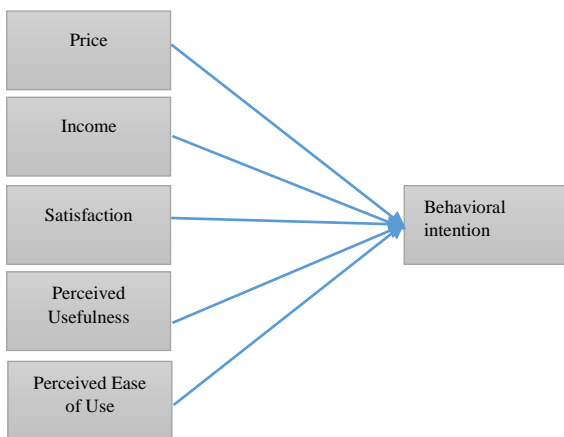 Price
Income
Satisfaction
Behavioral
intention
Perceived
Usefulness
Perceived Ease
of Use